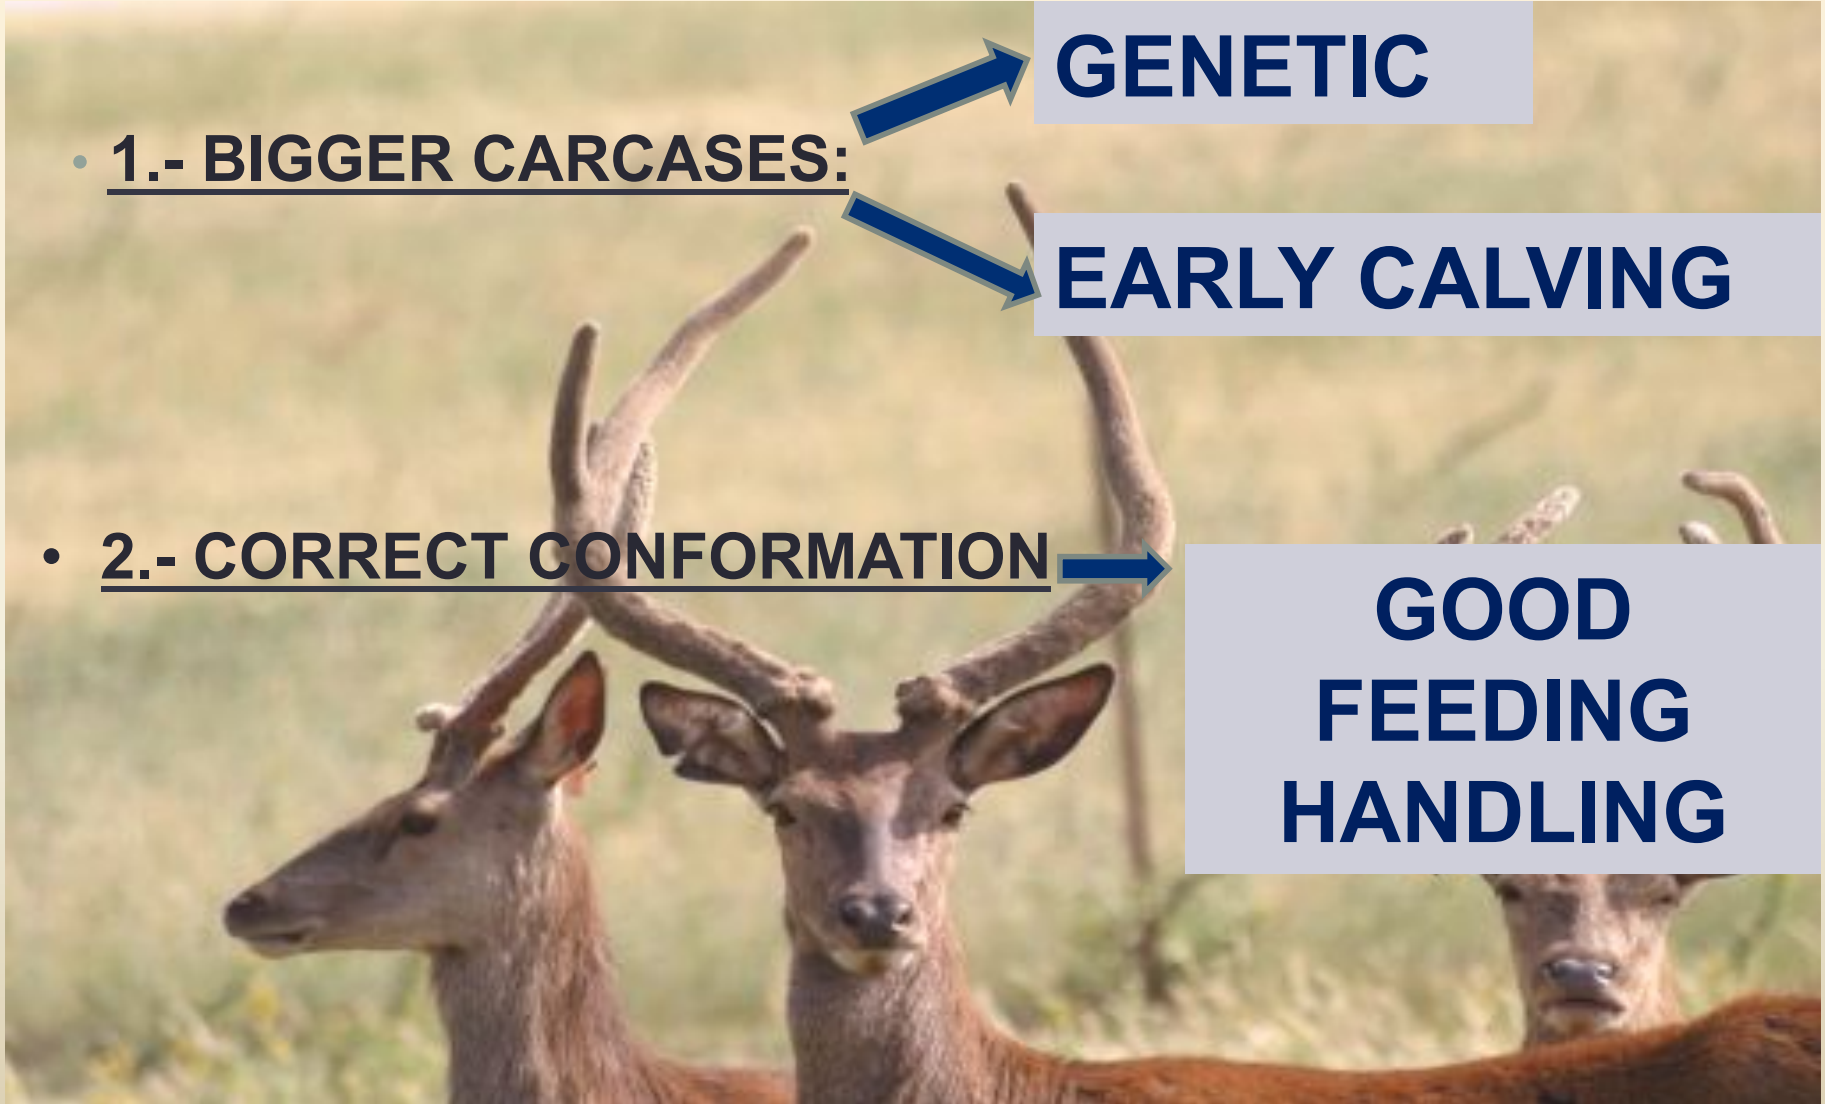 GENETIC
• 1.- BIGGER CARCASES:
EARLY CALVING
• 2.- CORRECT CONFORMATION
GOOD
FEEDING
HANDLING